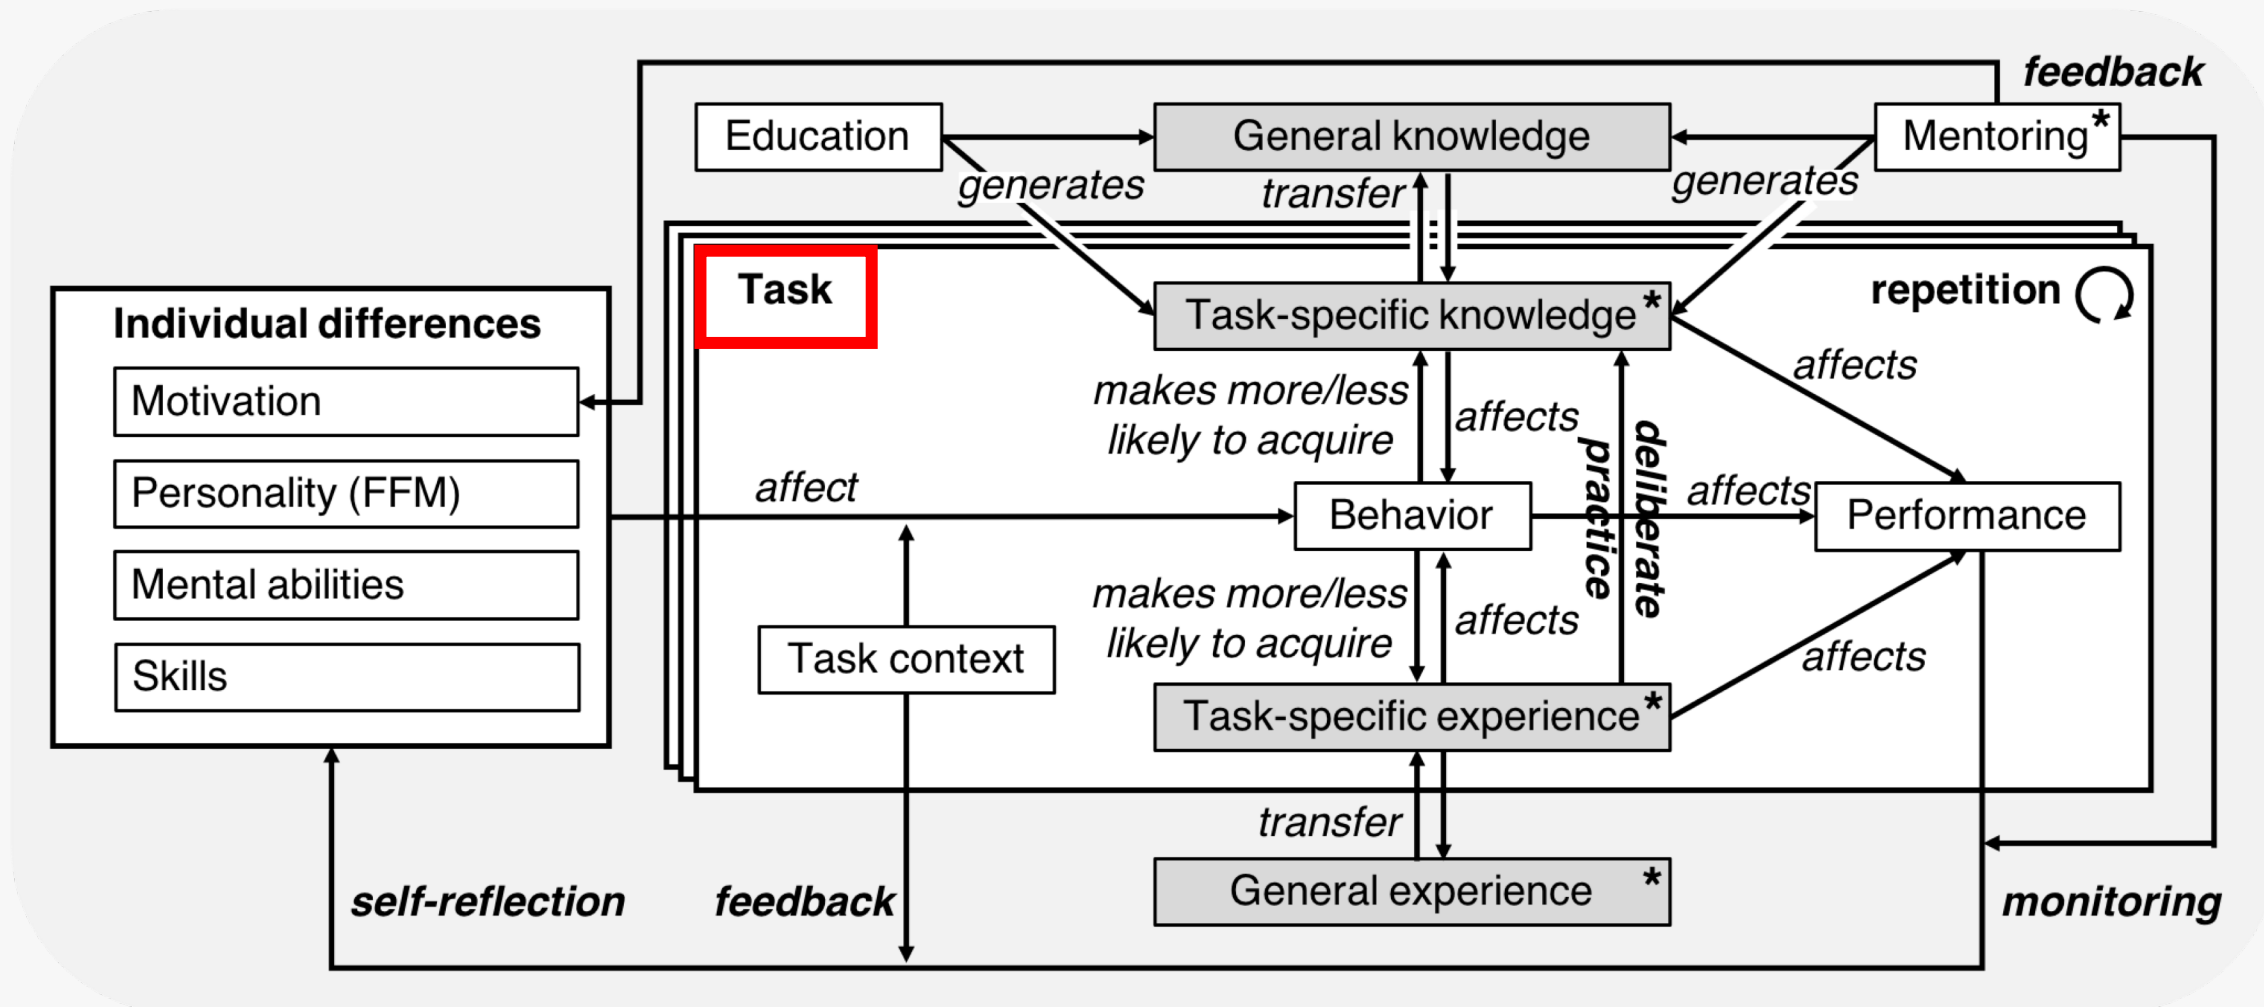 feedback
Education
General knowledge
Mentoring*
generates
transfer
generates
Task
repetition
Individual differences
Task-specific knowledge*
Motivation
makes more/less
likely to acquire
affects
affects
deliberate
practice
Personality (FFM)
affect
Behavior
affects
Performance
Mental abilities
makes more/less
likely to acquire
affects
Task context
affects
Skills
Task-specific experience*
transfer
self-reflection
feedback
General experience *
monitoring